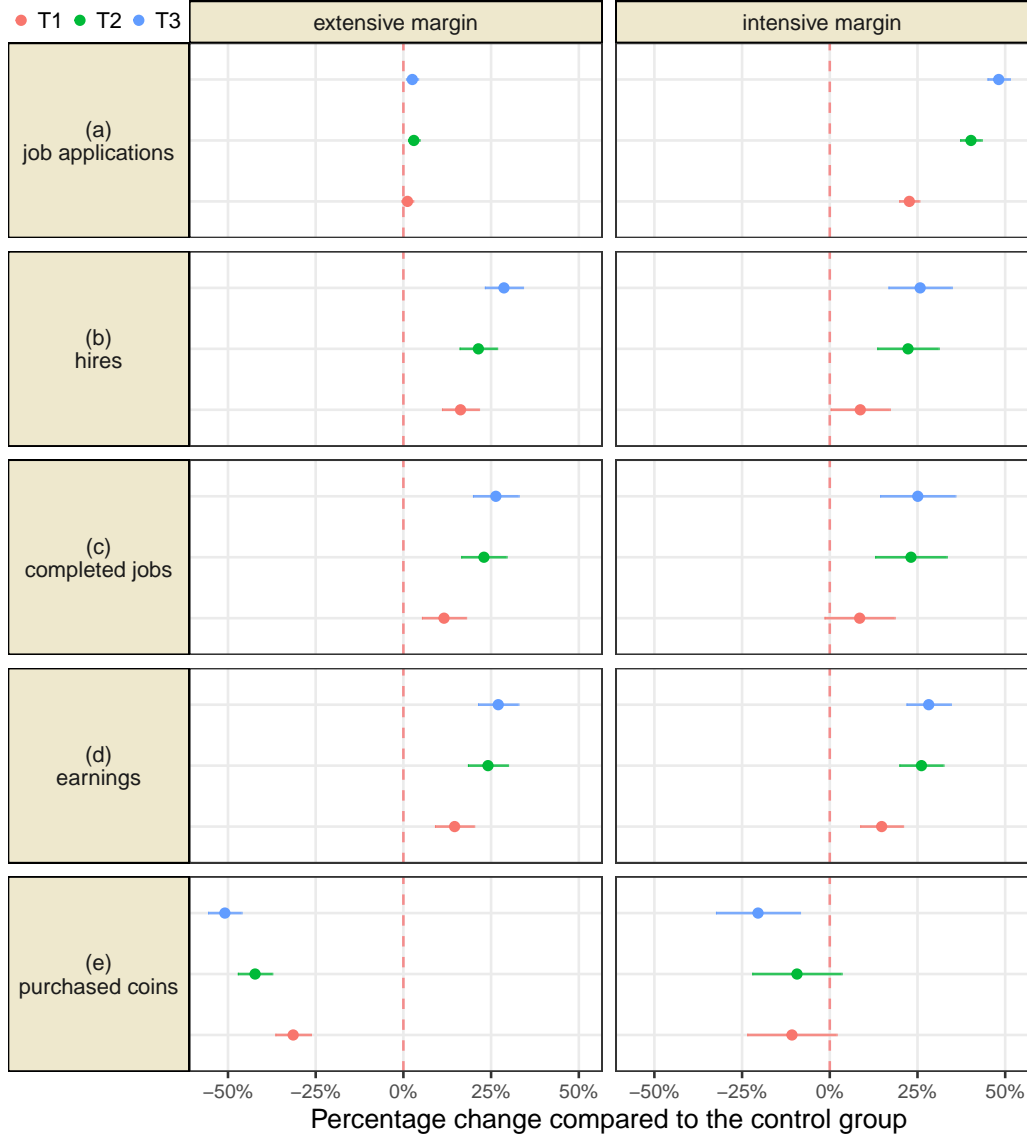 T1 T2 T3
extensive margin
intensive margin
(a)
job applications
(b)
hires
(c)
completed jobs
(d)
earnings
(e)
purchased coins
−50% −25% 0% 25% 50%
−50% −25% 0% 25% 50%
Percentage change compared to the control group